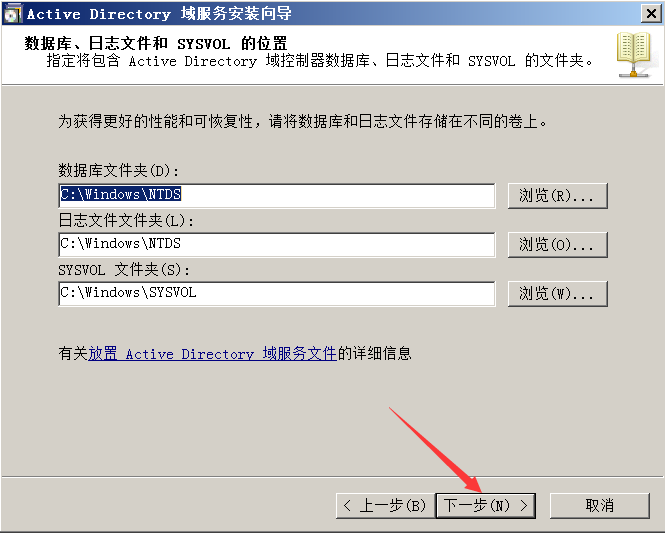 Active Directory 域服务安装向导
数据库、日志文件和 SYSVOL 的位置
指定将包含 Active Directory 域控制器数据库、日志文件和 SYSVOL 的文件夹。
为获得更好的性能和可恢复性，请将数据库和日志文件存储在不同的卷上。
数据库文件夹(D):
C:\Windows\NTDS 浏览(R)...
日志文件文件夹(L):
C:\Windows\NTDS 浏览(O)...
SYSVOL 文件夹(S):
C:\Windows\SYSVOL 浏览(W)...
有关放置 Active Directory 域服务文件的详细信息
< 上一步(B) 下一步(N) > 取消